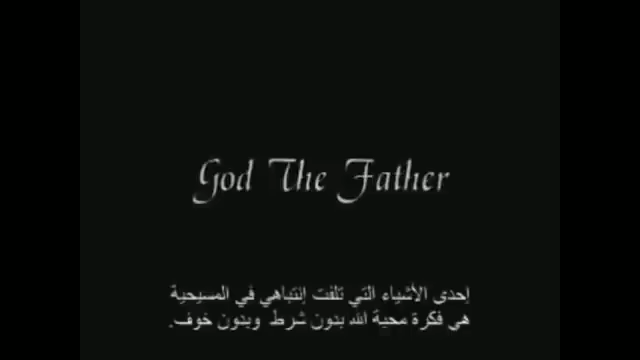 God The Father
إحدى الأشياء التي تلفت إنتباهي في المسيحية
هي فكرة محبة الله بدون شرط وبدون خوف.